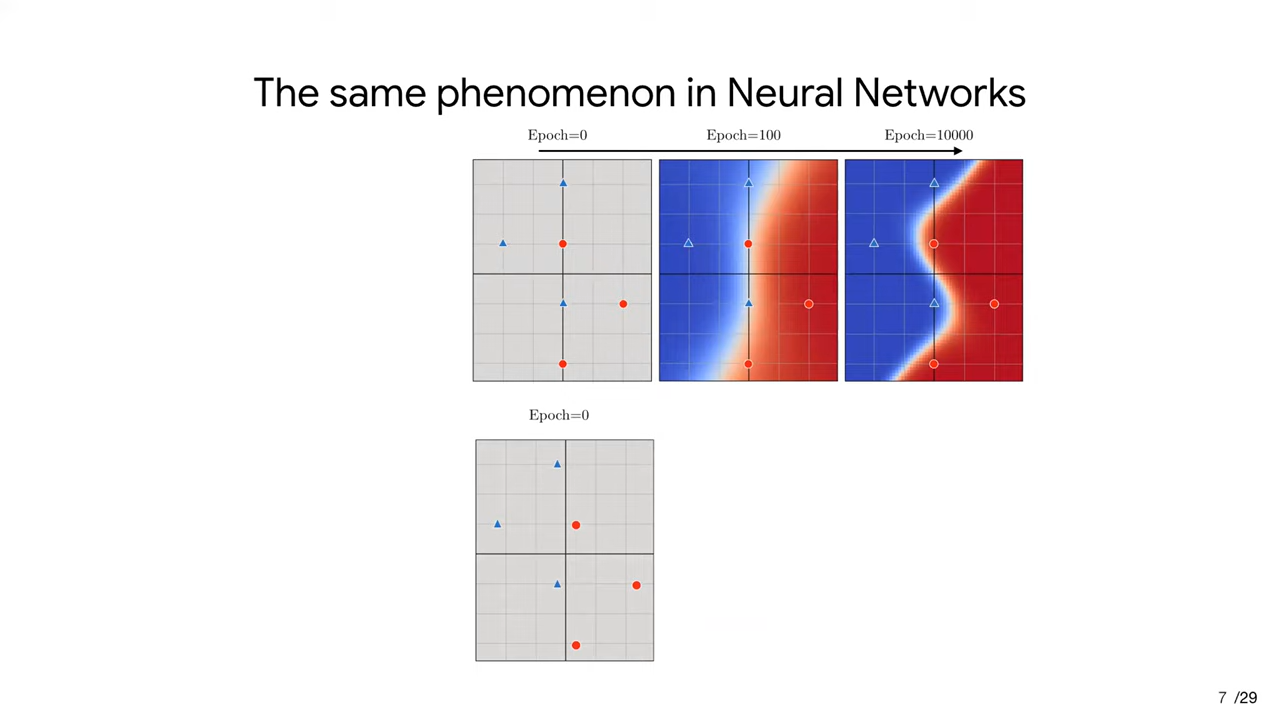 The same phenomenon in Neural Networks
Epoch=0
Epoch=100
Epoch=10000
Epoch=0
7 /29